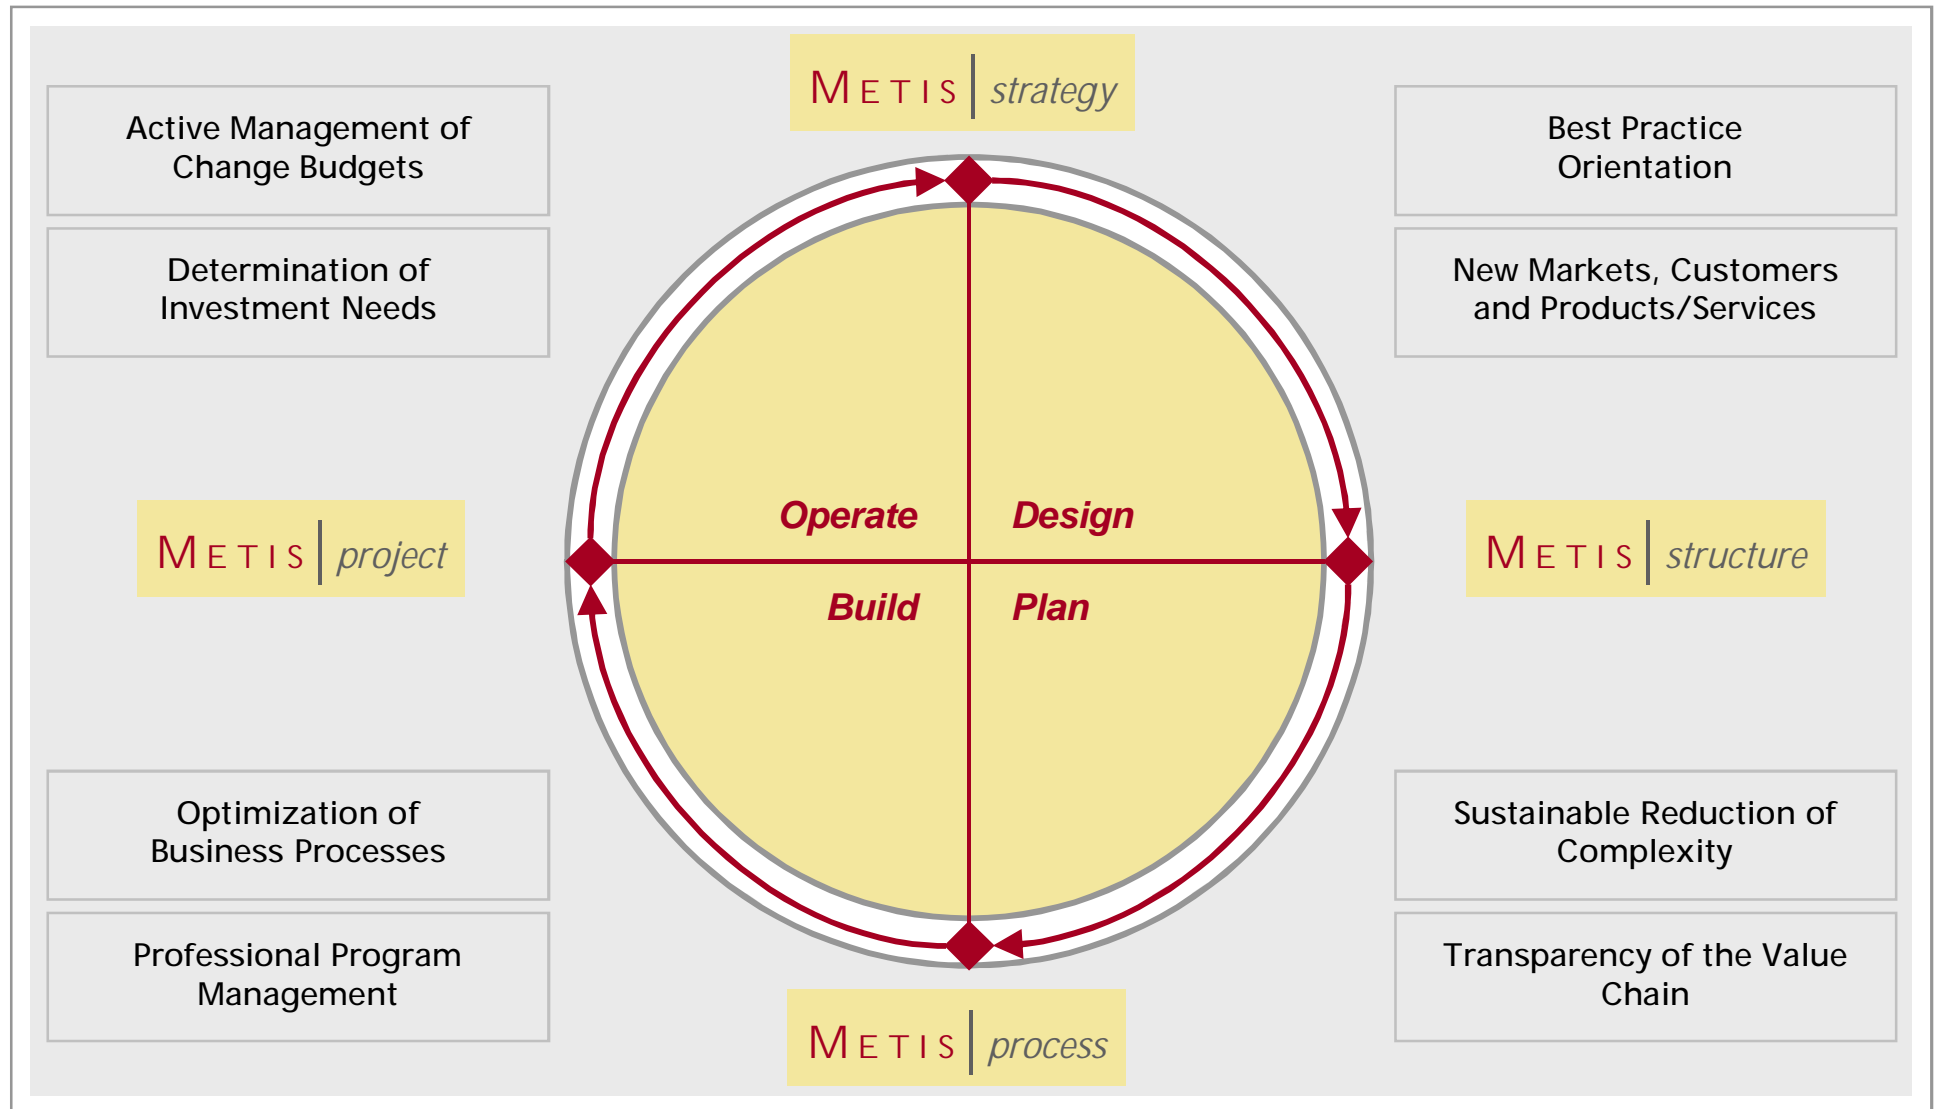 METIS | strategy
Active Management of
Change Budgets
Best Practice
Orientation
Determination of
Investment Needs
New Markets, Customers
and Products/Services
Operate
Design
METIS | project
METIS | structure
Build
Plan
Optimization of
Business Processes
Sustainable Reduction of
Complexity
Professional Program
Management
Transparency of the Value
Chain
METIS | process